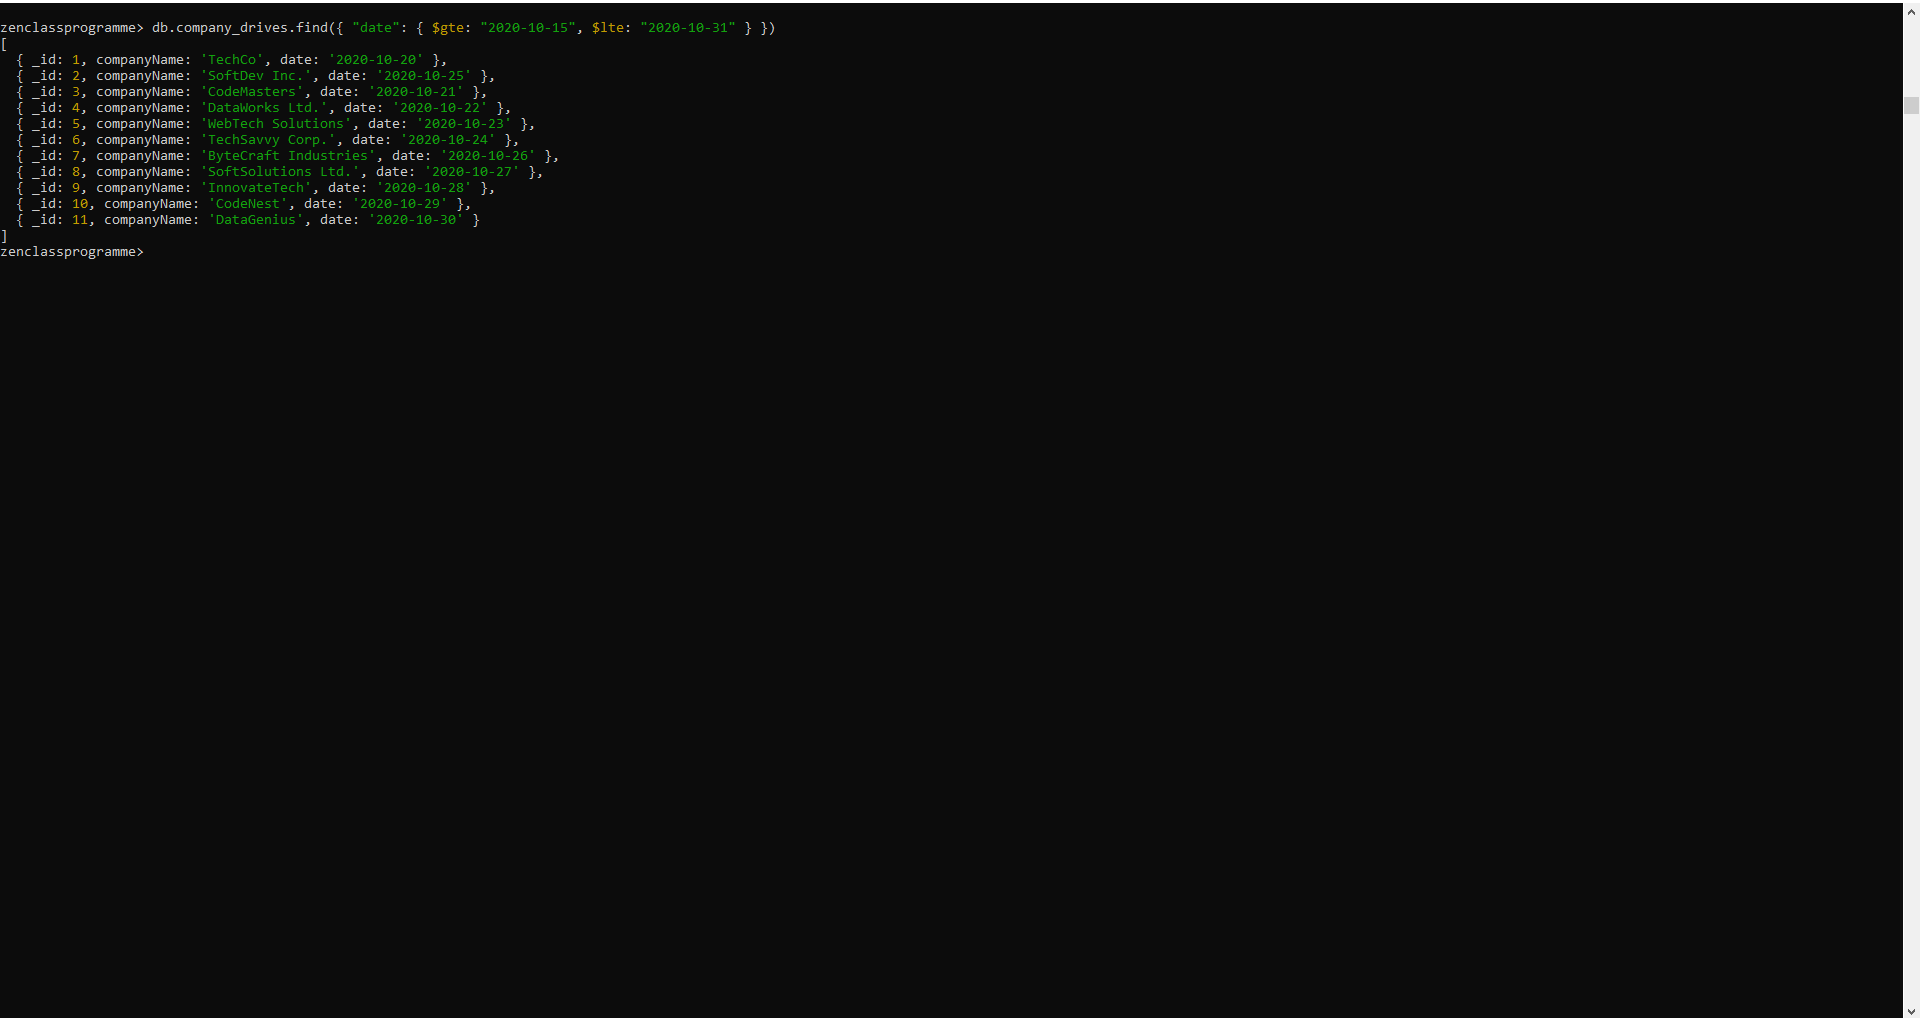 zenclassprogramme> db.company_drives.find({ "date": { $gte: "2020-10-15", $lte: "2020-10-31" } })
[
  { _id: 1, companyName: 'TechCo', date: '2020-10-20' },
  { _id: 2, companyName: 'SoftDev Inc.', date: '2020-10-25' },
  { _id: 3, companyName: 'CodeMasters', date: '2020-10-21' },
  { _id: 4, companyName: 'DataWorks Ltd.', date: '2020-10-22' },
  { _id: 5, companyName: 'WebTech Solutions', date: '2020-10-23' },
  { _id: 6, companyName: 'TechSavvy Corp.', date: '2020-10-24' },
  { _id: 7, companyName: 'ByteCraft Industries', date: '2020-10-26' },
  { _id: 8, companyName: 'SoftSolutions Ltd.', date: '2020-10-27' },
  { _id: 9, companyName: 'InnovateTech', date: '2020-10-28' },
  { _id: 10, companyName: 'CodeNest', date: '2020-10-29' },
  { _id: 11, companyName: 'DataGenius', date: '2020-10-30' }
]
zenclassprogramme>